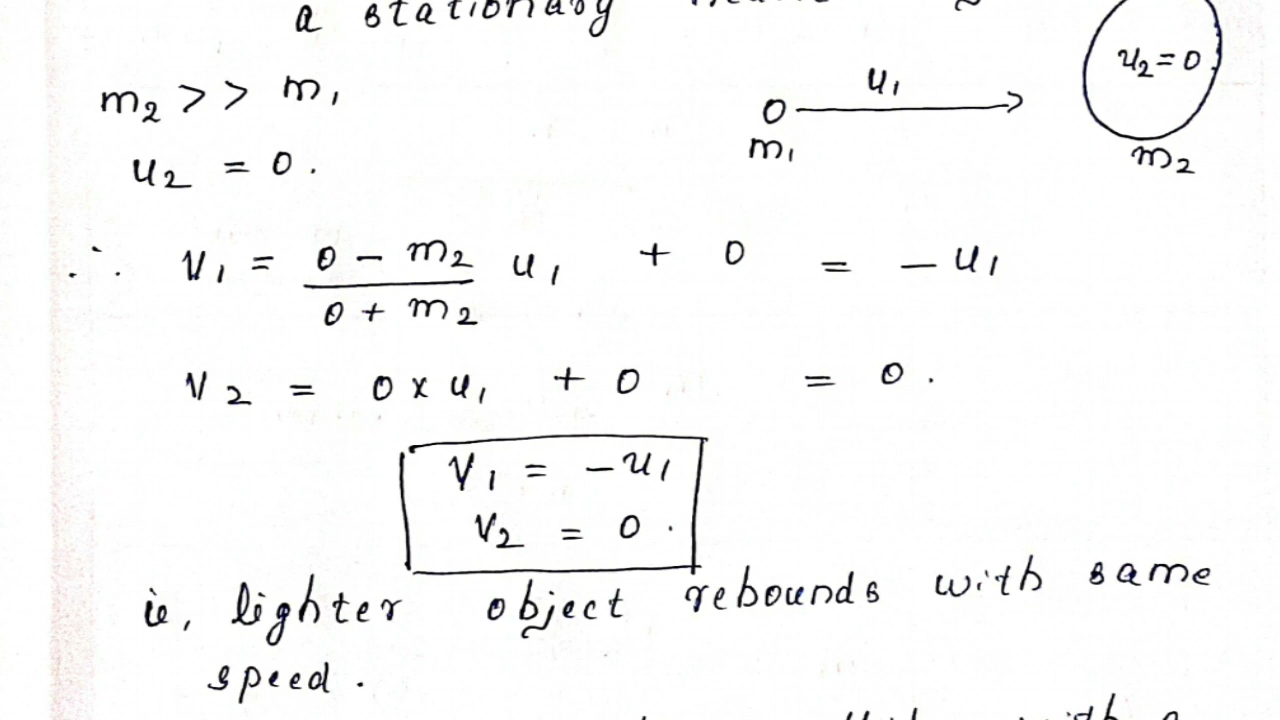 a stationary
m₂ >> m₁
u₁
u₂ = 0
m₁
m₂
u₂ = 0.
∴ v₁ = (0 - m₂)/(0 + m₂) u₁ + 0 = - u₁
v₂ = 0 x u₁ + 0 = 0.
v₁ = - u₁
v₂ = 0.
ie, lighter object rebounds with same
speed.